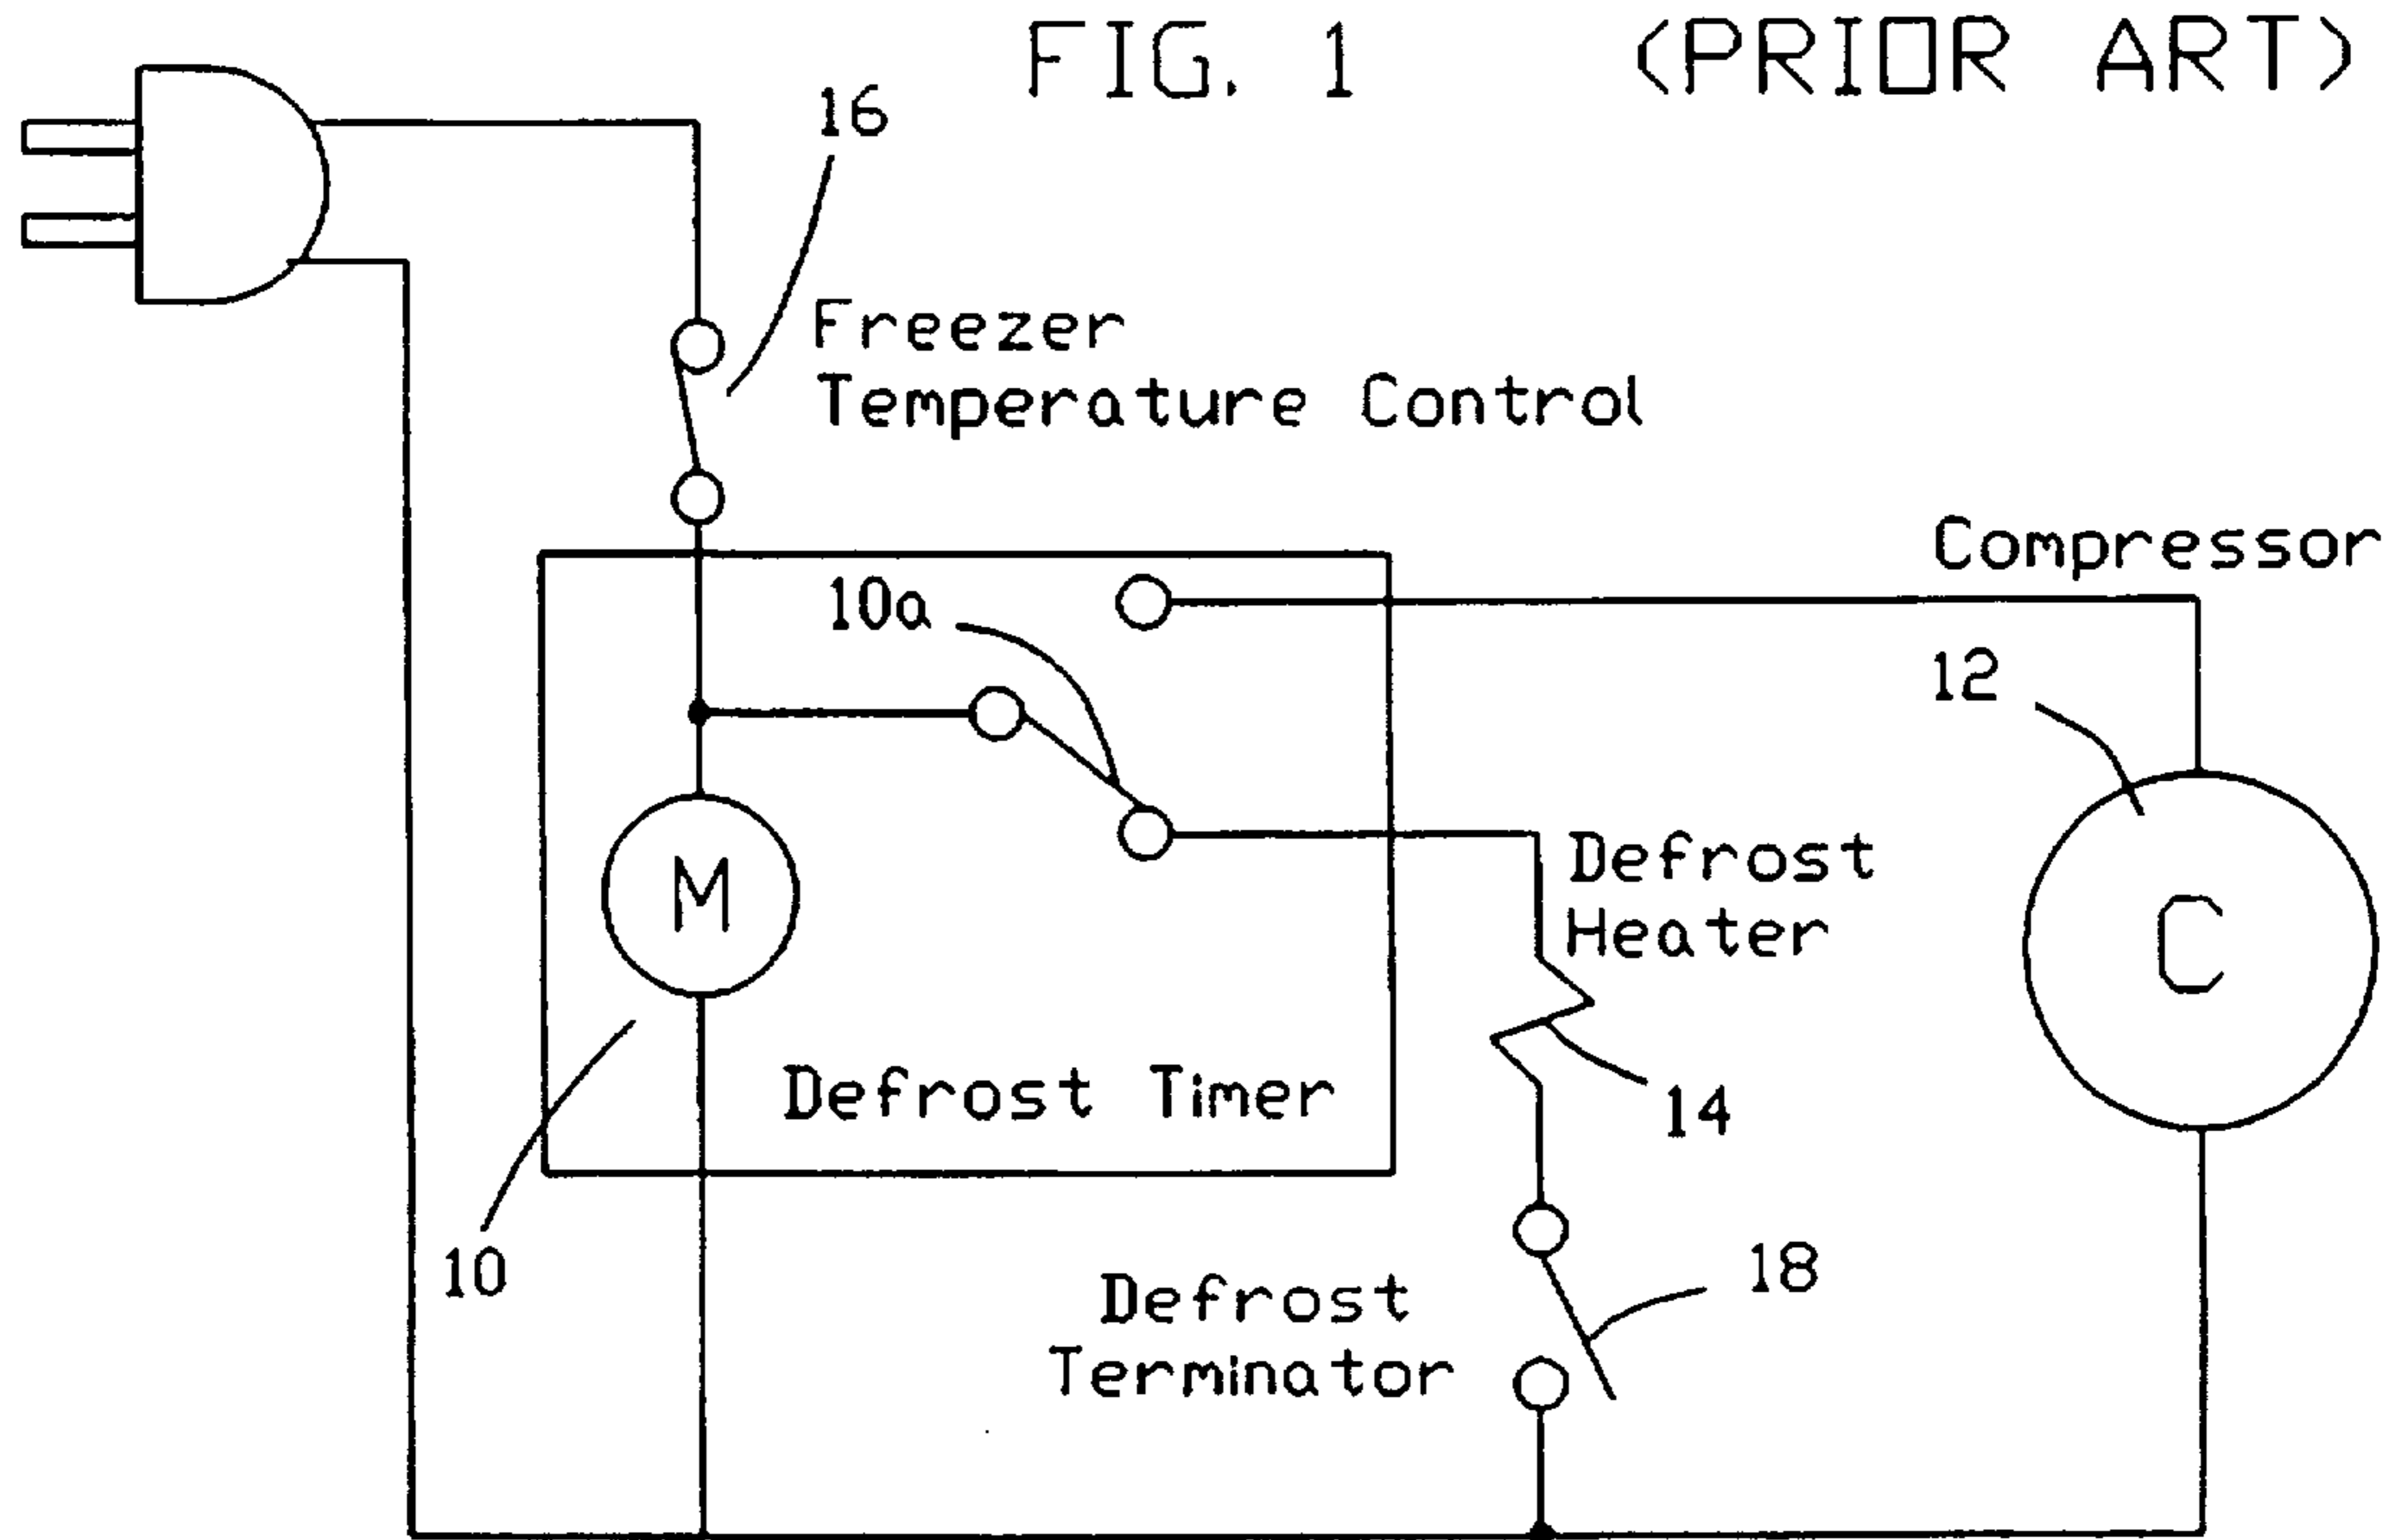 FIG. 1 (PRIOR ART)
16
Freezer
Temperature Control
Compressor
10a
12
M
Defrost
Heater
C
Defrost Timer
14
10
18
Defrost
Terminator